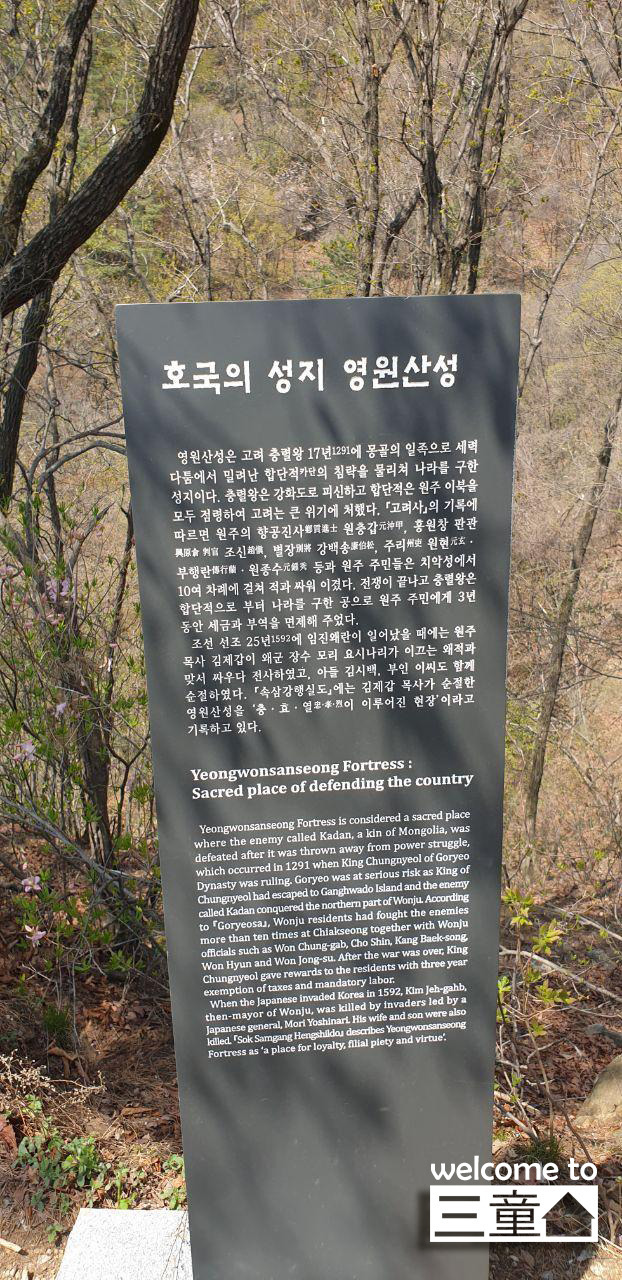 호국의 성지 영원산성
영원산성은 고려 충렬왕 17년1291에 몽골의 일족으로 세력
다툼에서 밀려난 합단적카단의 침략을 물리쳐 나라를 구한
성지이다. 충렬왕은 강화도로 피신하고 합단적은 원주 이북을
모두 점령하여 고려는 큰 위기에 처했다. 『고려사』의 기록에
따르면 원주의 향공진사鄕貢進士 원충갑元沖甲, 흥원창 판관
興原倉 判官 조신趙愼, 별장別將 강백송康伯松, 주리州吏 원현元玄·
부행란傅行蘭·원종수元鍾秀 등과 원주 주민들은 치악성에서
10여 차례에 걸쳐 적과 싸워 이겼다. 전쟁이 끝나고 충렬왕은
합단적으로 부터 나라를 구한 공으로 원주 주민에게 3년
동안 세금과 부역을 면제해 주었다.
조선 선조 25년1592에 임진왜란이 일어났을 때에는 원주
목사 김제갑이 왜군 장수 모리 요시나리가 이끄는 왜적과
맞서 싸우다 전사하였고, 아들 김시백, 부인 이씨도 함께
순절하였다. 『속삼강행실도』에는 김제갑 목사가 순절한
영원산성을 '충·효·열忠·孝·烈이 이루어진 현장'이라고
기록하고 있다.
Yeongwonsanseong Fortress :
Sacred place of defending the country
Yeongwonsanseong Fortress is considered a sacred place
where the enemy called Kadan, a kin of Mongolia, was
defeated after it was thrown away from power struggle,
which occurred in 1291 when King Chungnyeol of Goryeo
Dynasty was ruling. Goryeo was at serious risk as King of
Chungnyeol had escaped to Ganghwado Island and the enemy
called Kadan conquered the northern part of Wonju. According
to 『Goryeosa』, Wonju residents had fought the enemies
more than ten times at Chiakseong together with Wonju
officials such as Won Chung-gab, Cho Shin, Kang Baek-song,
Won Hyun and Won Jong-su. After the war was over, King
Chungnyeol gave rewards to the residents with three year
exemption of taxes and mandatory labor.
When the Japanese invaded Korea in 1592, Kim Jeh-gahb,
then-mayor of Wonju, was killed by invaders led by a
Japanese general, Mori Yoshinari. His wife and son were also
killed. 『Sok Samgang Hengshildo』 describes Yeongwonsanseong
Fortress as 'a place for loyalty, filial piety and virtue'.
welcome to
三童